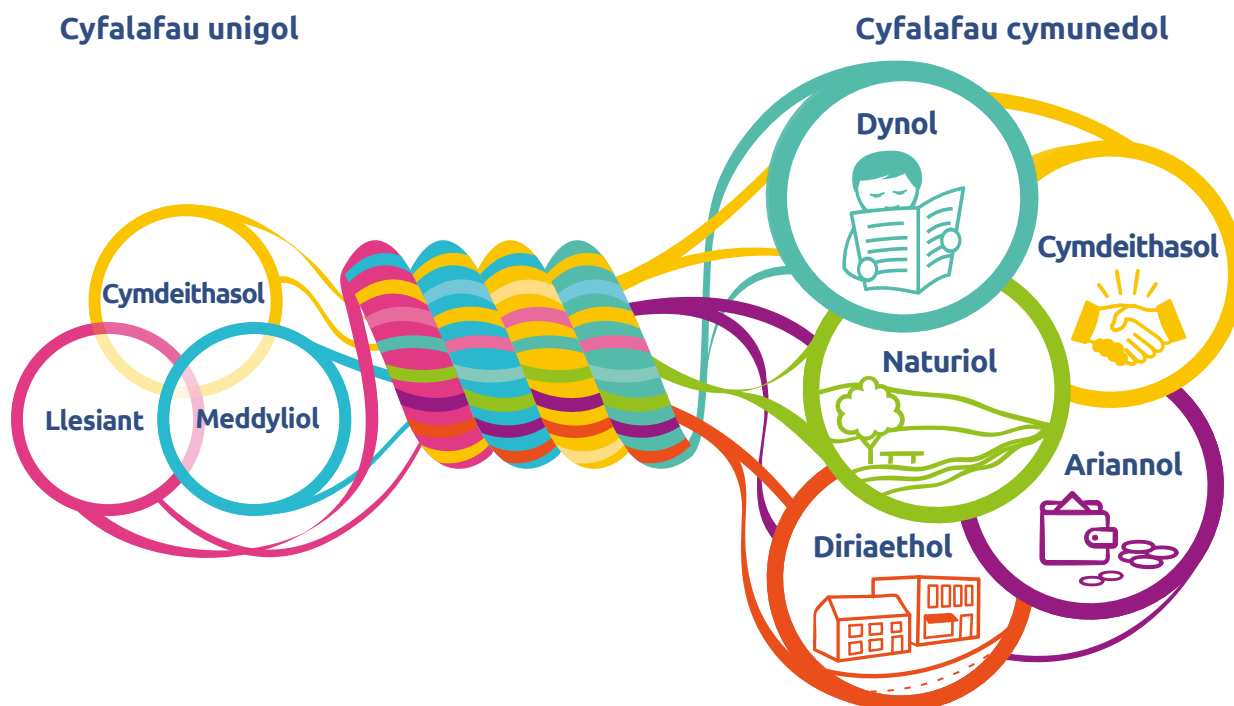 Cyfalafau unigol
Cymdeithasol
Llesiant
Meddyliol
Cyfalafau cymunedol
Dynol
Cymdeithasol
Naturiol
Ariannol
Diriaethol